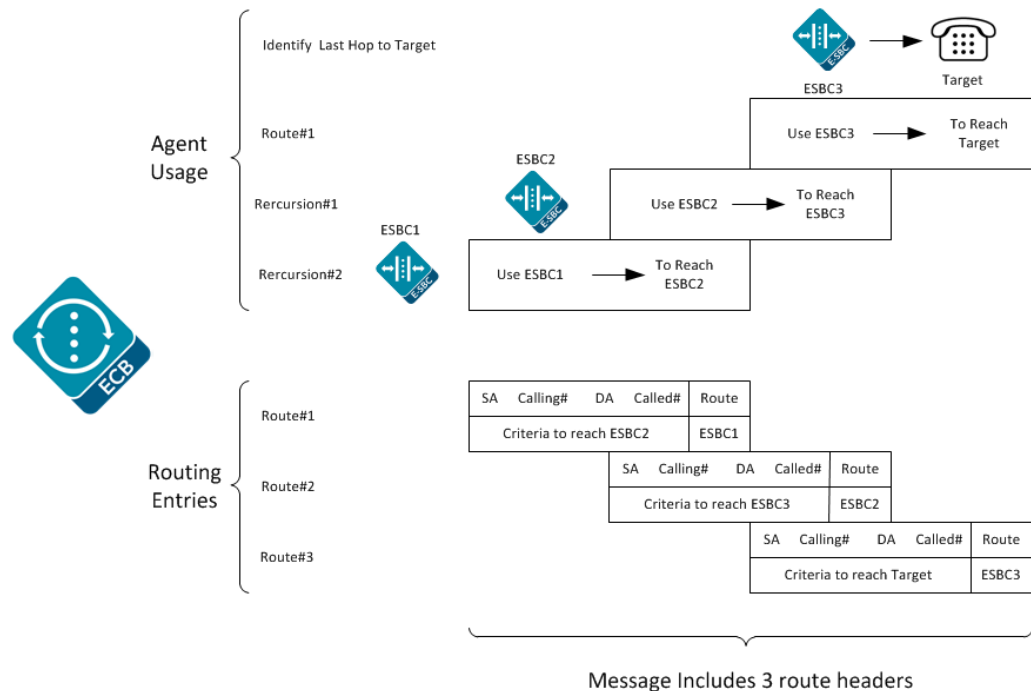 Identify Last Hop to Target
E-SBC
ESBC3
Target
Agent
Usage
Route#1
Use ESBC3
To Reach
Target
ESBC2
E-SBC
Rercursion#1
Use ESBC2
To Reach
ESBC3
ESBC1
E-SBC
Rercursion#2
Use ESBC1
To Reach
ESBC2
ECB
Routing
Entries
Route#1
SA Calling# DA Called# Route
Criteria to reach ESBC2 ESBC1
Route#2
SA Calling# DA Called# Route
Criteria to reach ESBC3 ESBC2
Route#3
SA Calling# DA Called# Route
Criteria to reach Target ESBC3
Message Includes 3 route headers